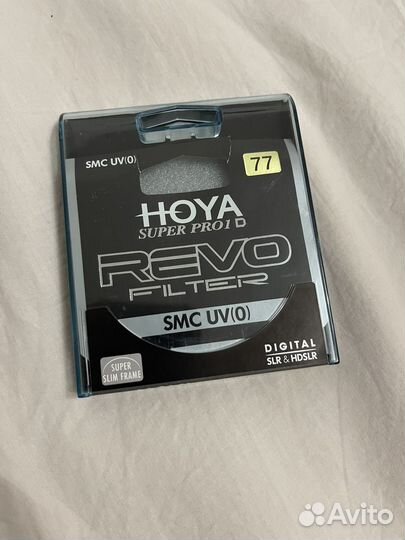 SMC UV(0)
77
HOYA
SUPER PRO1 D
REVO
FILTER
SMC UV(0)
DIGITAL
SLR & HDSLR
SUPER
SLIM FRAME
Avito